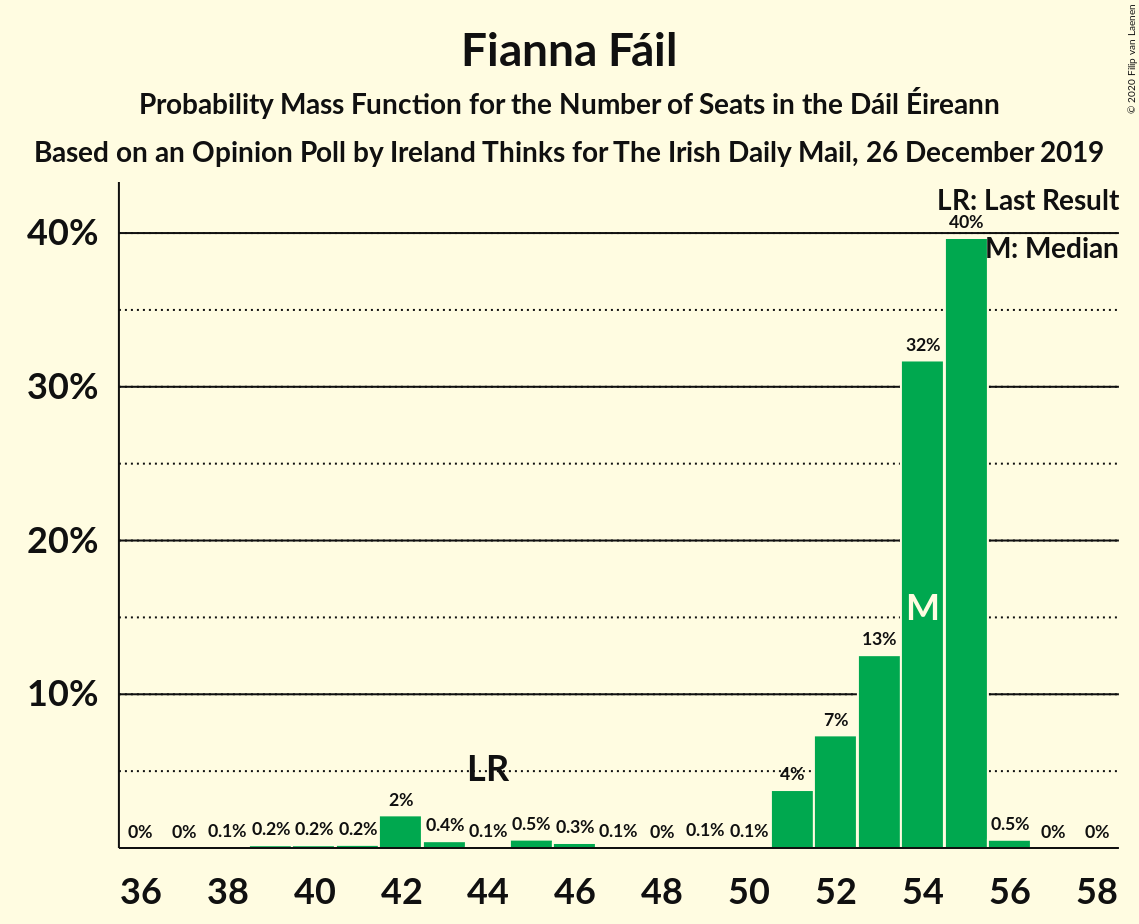 Fianna Fáil
Probability Mass Function for the Number of Seats in the Dáil Éireann
Based on an Opinion Poll by Ireland Thinks for The Irish Daily Mail, 26 December 2019
© 2020 Filip van Laenen
LR: Last Result
M: Median
40%
30%
20%
10%
0% 0% 0.1% 0.2% 0.2% 0.2% 2% 0.4% 0.1% 0.5% 0.3% 0.1% 0% 0.1% 0.1% 4% 7% 13% 32% 40% 0.5% 0% 0%
LR
M
36 38 40 42 44 46 48 50 52 54 56 58